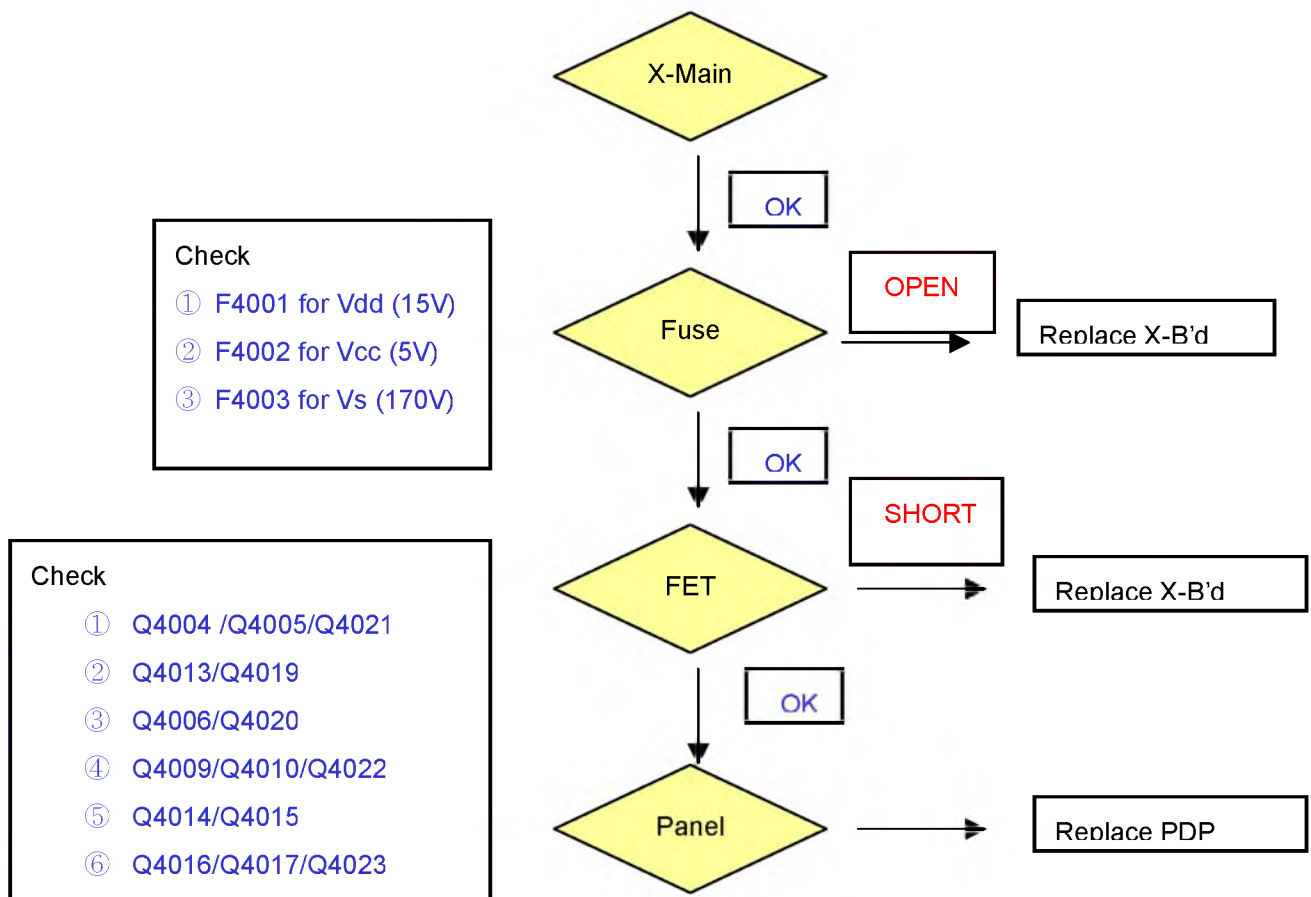 X-Main
OK
Check
① F4001 for Vdd (15V)
② F4002 for Vcc (5V)
③ F4003 for Vs (170V)
Fuse
OPEN
Replace X-B’d
OK
SHORT
Check
① Q4004 /Q4005/Q4021
② Q4013/Q4019
③ Q4006/Q4020
④ Q4009/Q4010/Q4022
⑤ Q4014/Q4015
⑥ Q4016/Q4017/Q4023
FET
Replace X-B’d
OK
Panel
Replace PDP